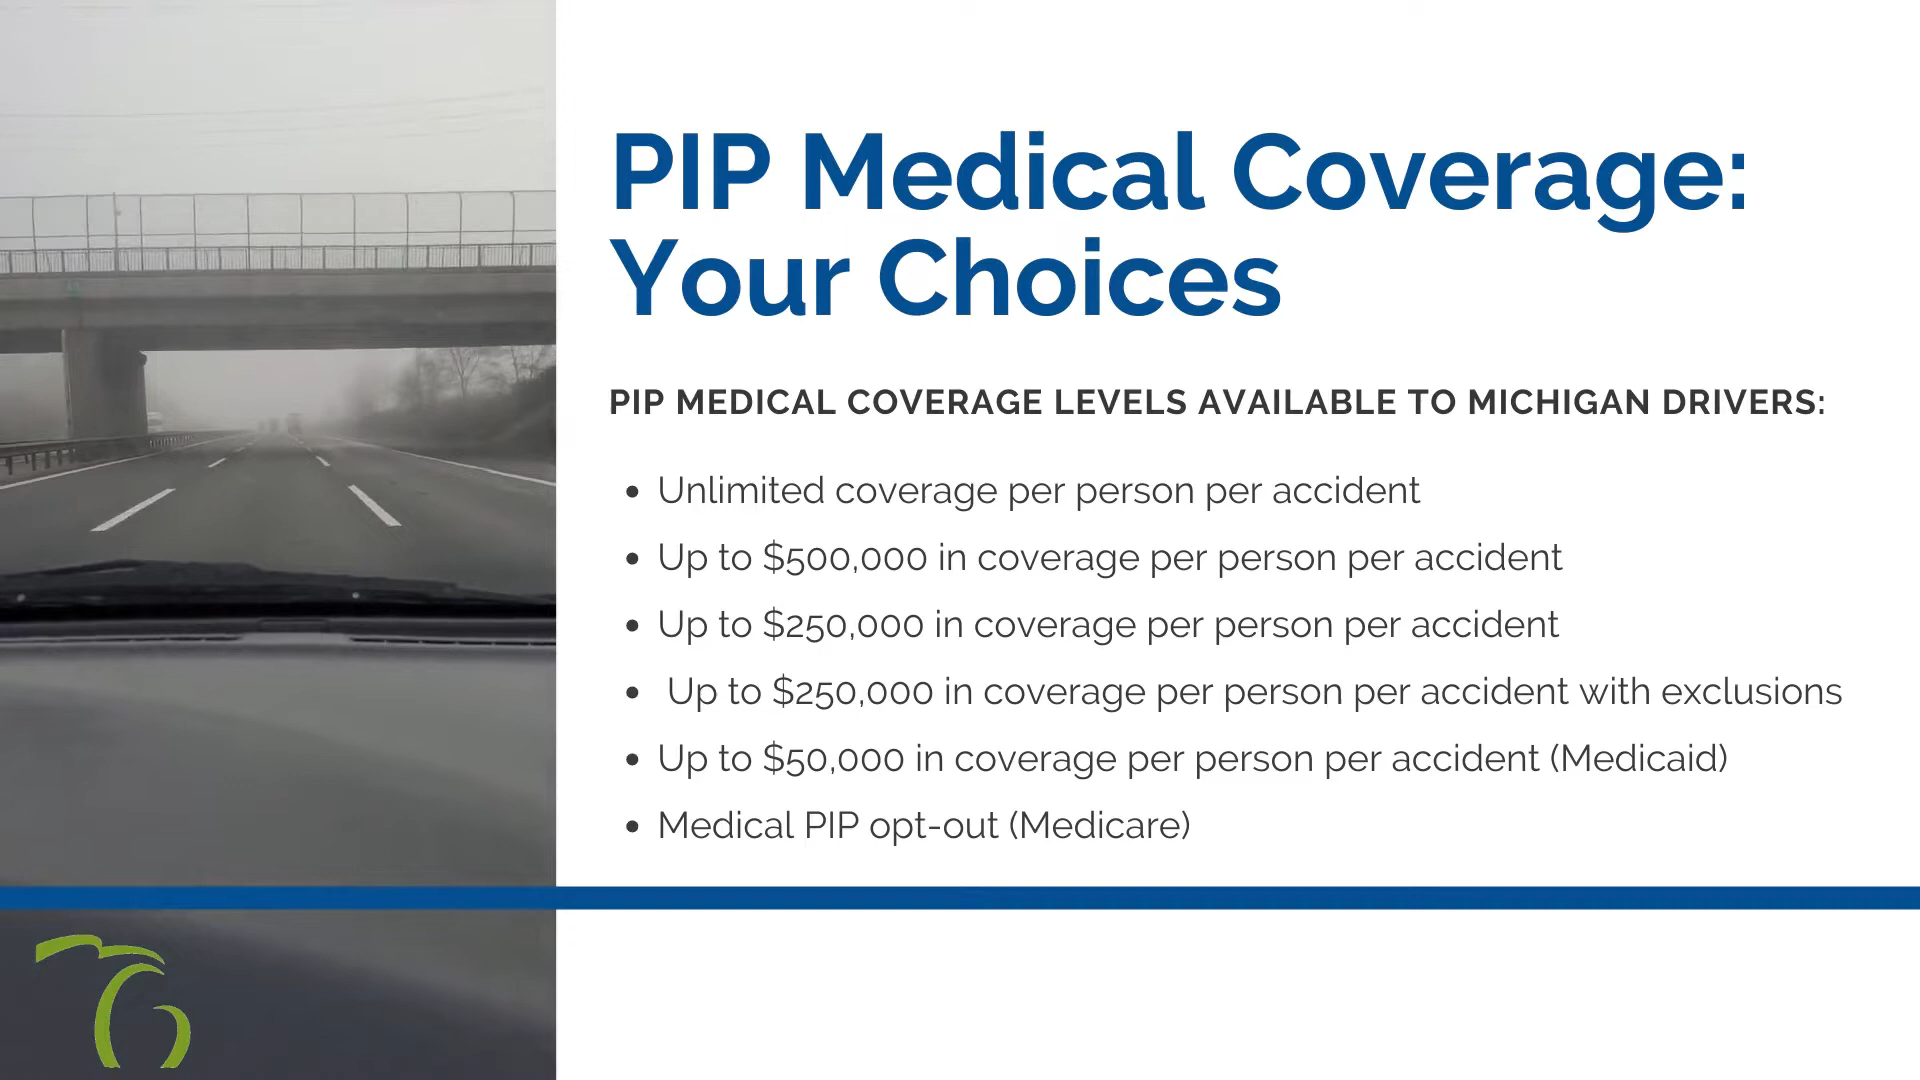 PIP Medical Coverage:
Your Choices
PIP MEDICAL COVERAGE LEVELS AVAILABLE TO MICHIGAN DRIVERS:
• Unlimited coverage per person per accident
• Up to $500,000 in coverage per person per accident
• Up to $250,000 in coverage per person per accident
• Up to $250,000 in coverage per person per accident with exclusions
• Up to $50,000 in coverage per person per accident (Medicaid)
• Medical PIP opt-out (Medicare)